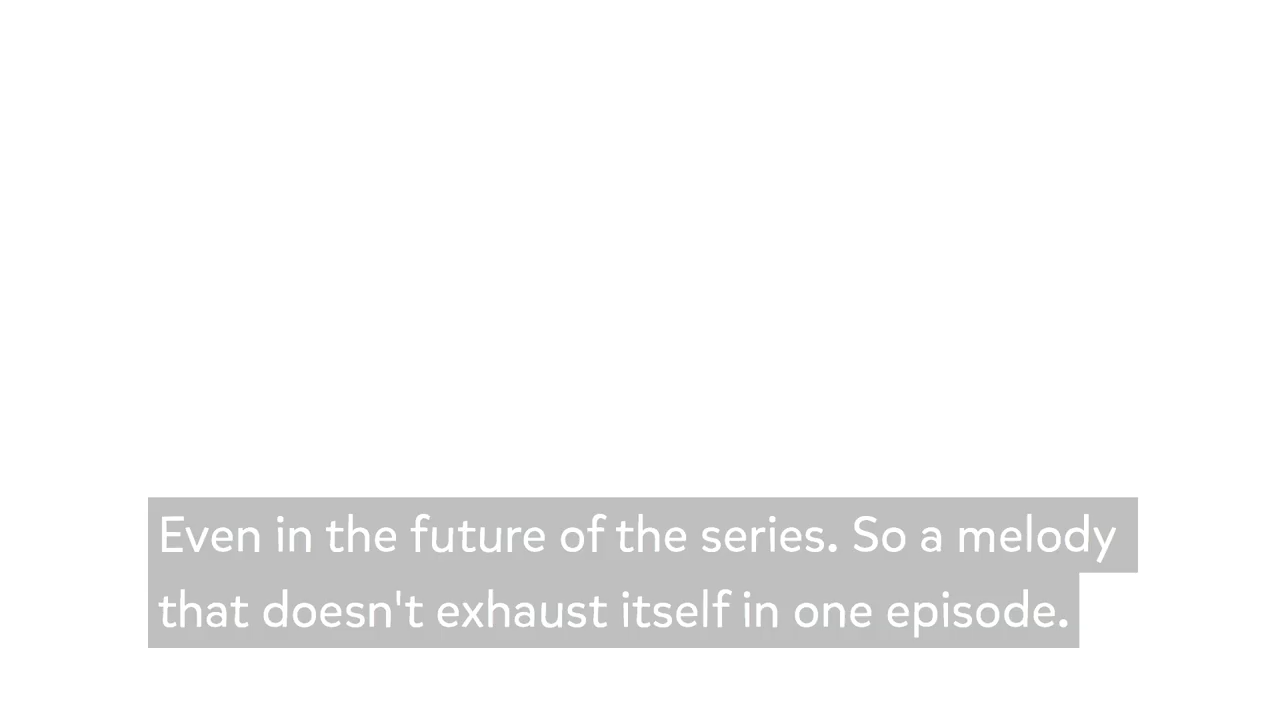 Even in the future of the series. So a melody
that doesn't exhaust itself in one episode.